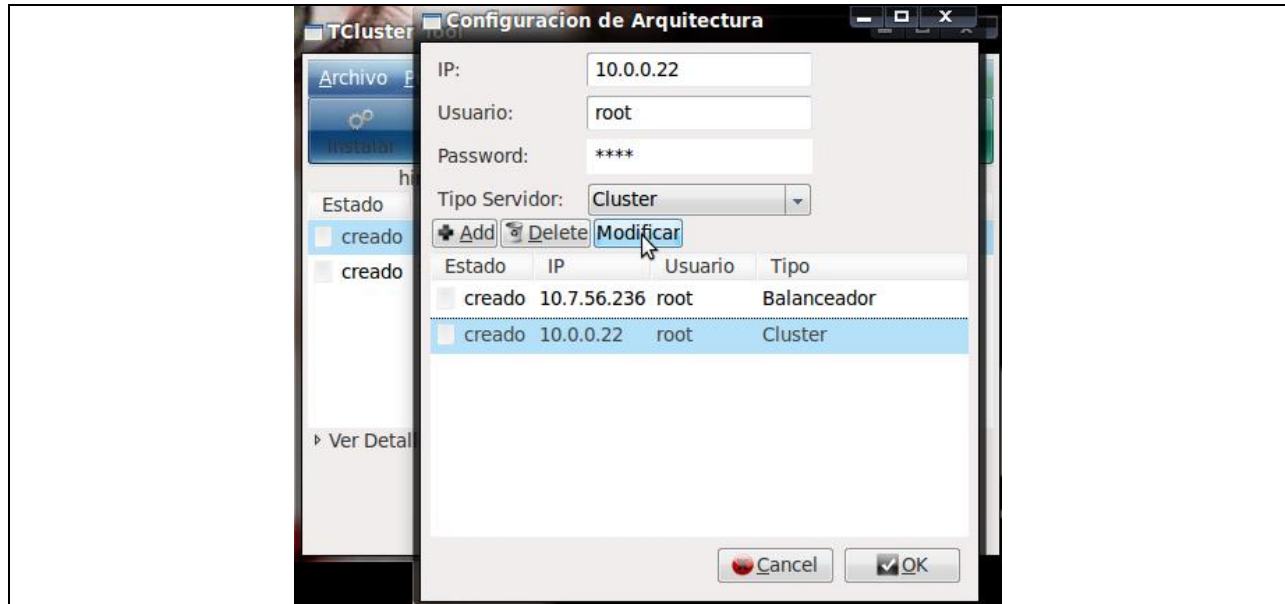 TCluster
Configuracion de Arquitectura
Archivo
Instalar
Estado
creado
creado
Ver Detall
IP: 10.0.0.22
Usuario: root
Password: ****
Tipo Servidor: Cluster
Add Delete Modificar
Estado IP Usuario Tipo
creado 10.7.56.236 root Balanceador
creado 10.0.0.22 root Cluster
Cancel OK